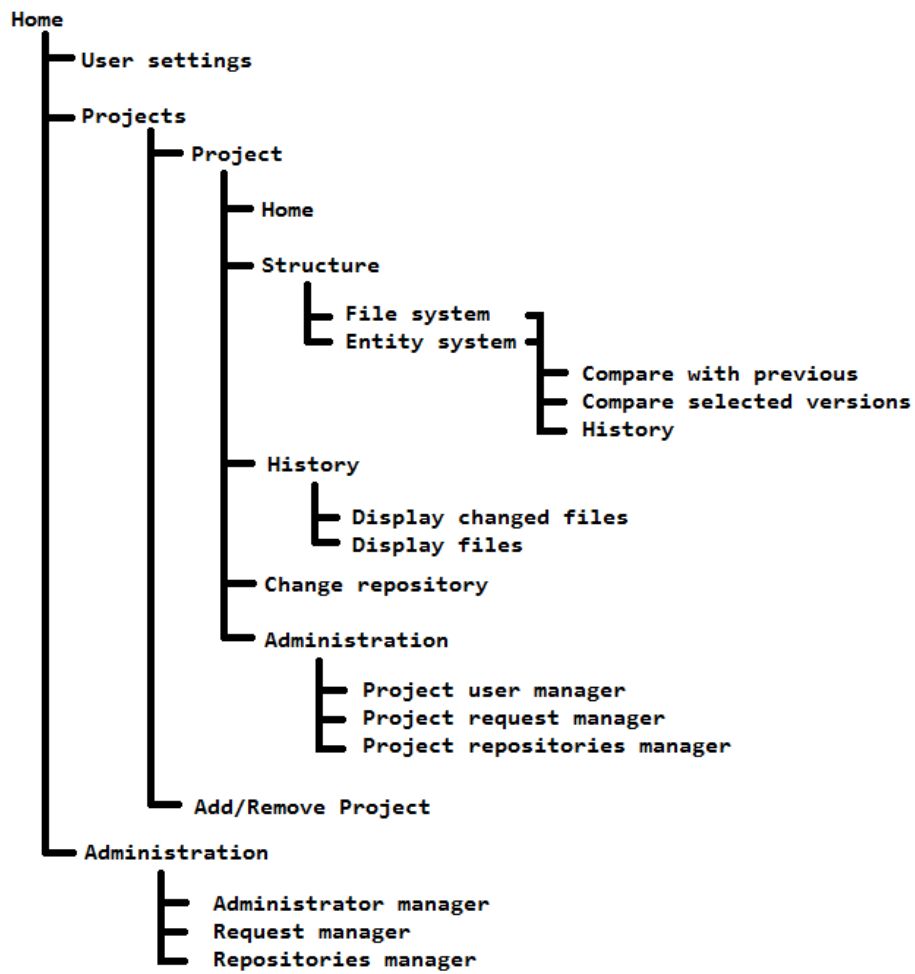 Home
User settings
Projects
Project
Home
Structure
File system
Entity system
Compare with previous
Compare selected versions
History
History
Display changed files
Display files
Change repository
Administration
Project user manager
Project request manager
Project repositories manager
Add/Remove Project
Administration
Administrator manager
Request manager
Repositories manager